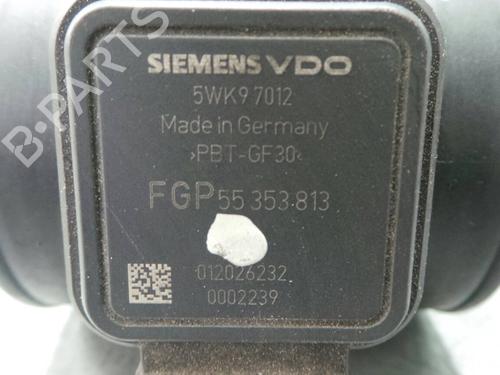 SIEMENS VDO
5WK9 7012
Made in Germany
>PBT-GF30<
FGP 55 353 813
012026232
0002239
B-PARTS